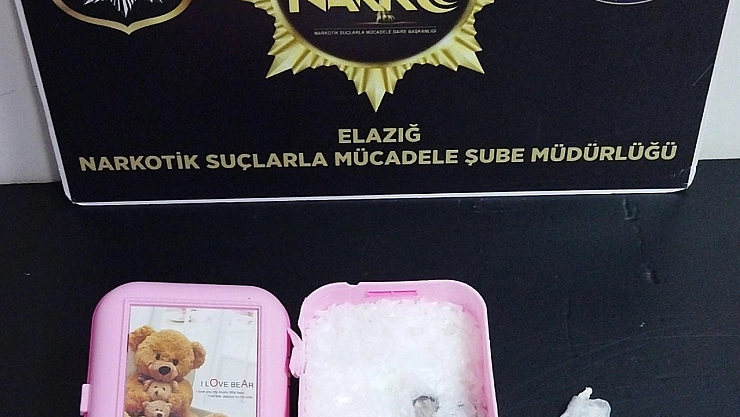 NARKO
NARKOTİK SUÇLARLA MÜCADELE DAİRE BAŞKANLIĞI
ELAZIĞ
NARKOTİK SUÇLARLA MÜCADELE ŞUBE MÜDÜRLÜĞÜ
I LOVE BEAR